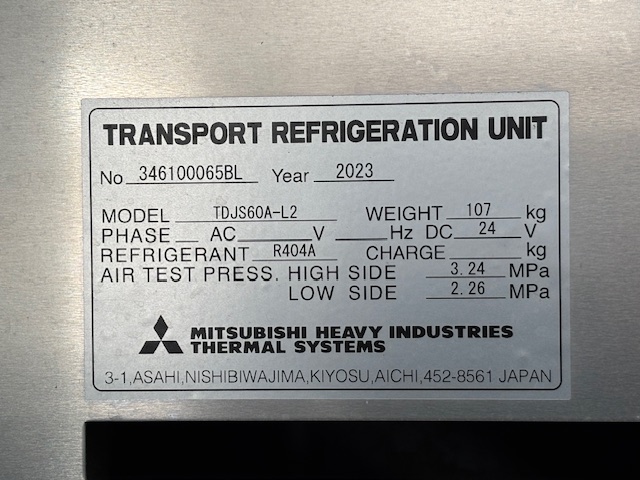 TRANSPORT REFRIGERATION UNIT
No 346100065BL Year 2023
MODEL TDJS60A-L2 WEIGHT 107 kg
PHASE AC V Hz DC 24 V
REFRIGERANT R404A CHARGE kg
AIR TEST PRESS. HIGH SIDE 3.24 MPa
LOW SIDE 2.26 MPa
MITSUBISHI HEAVY INDUSTRIES
THERMAL SYSTEMS
3-1,ASAHI,NISHIBIWAJIMA,KIYOSU,AICHI,452-8561 JAPAN